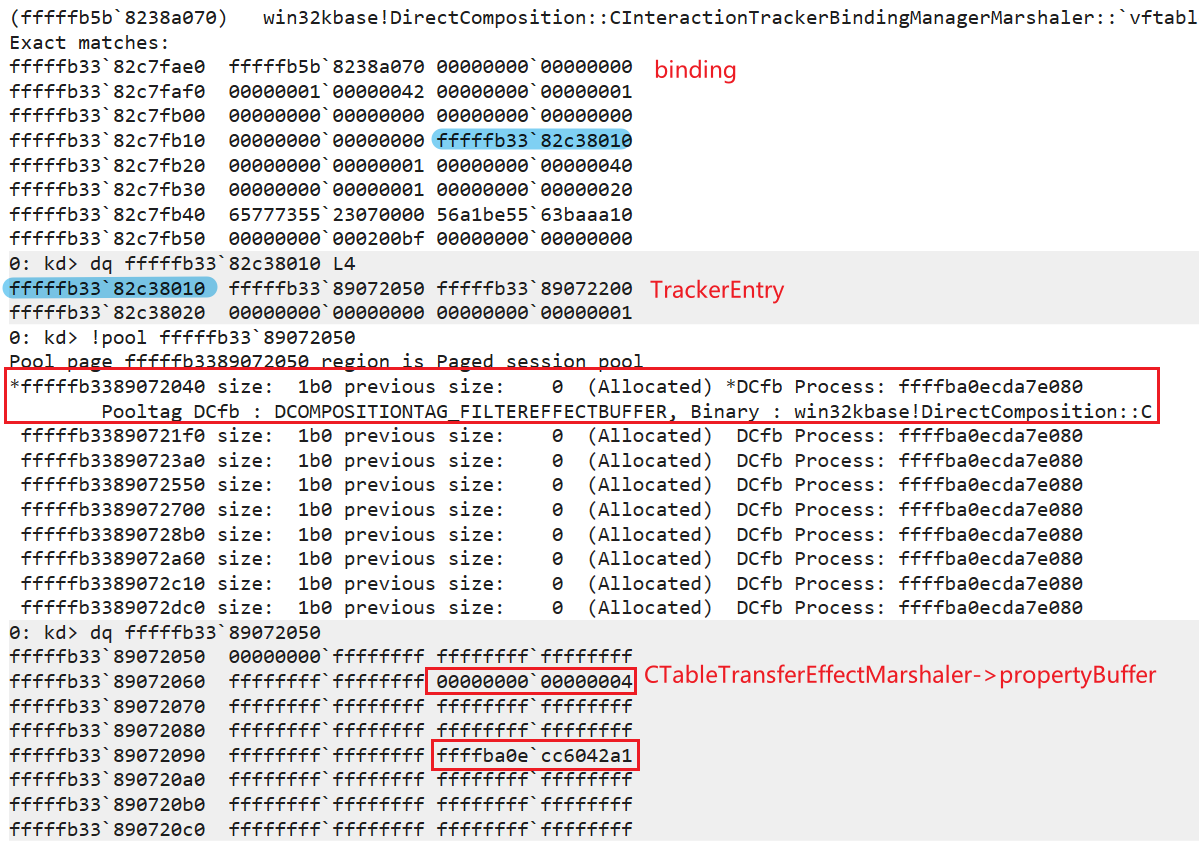 (fffffb5b`8238a070)   win32kbase!DirectComposition::CInteractionTrackerBindingManagerMarshaler::`vftabl
Exact matches:
fffffb33`82c7fae0  fffffb5b`8238a070 00000000`00000000  binding
fffffb33`82c7faf0  00000001`00000042 00000000`00000001
fffffb33`82c7fb00  00000000`00000000 00000000`00000000
fffffb33`82c7fb10  00000000`00000000 fffffb33`82c38010
fffffb33`82c7fb20  00000000`00000001 00000000`00000040
fffffb33`82c7fb30  00000000`00000001 00000000`00000020
fffffb33`82c7fb40  65777355`23070000 56a1be55`63baaa10
fffffb33`82c7fb50  00000000`000200bf 00000000`00000000
0: kd> dq fffffb33`82c38010 L4
fffffb33`82c38010  fffffb33`89072050 fffffb33`89072200  TrackerEntry
fffffb33`82c38020  00000000`00000000 00000000`00000001
0: kd> !pool fffffb33`89072050
Pool page fffffb3389072050 region is Paged session pool
*fffffb3389072040 size:  1b0 previous size:    0  (Allocated) *DCfb Process: ffffba0ecda7e080
Pooltag DCfb : DCOMPOSITIONTAG_FILTEREFFECTBUFFER, Binary : win32kbase!DirectComposition::C
fffffb33890721f0 size:  1b0 previous size:    0  (Allocated)  DCfb Process: ffffba0ecda7e080
fffffb33890723a0 size:  1b0 previous size:    0  (Allocated)  DCfb Process: ffffba0ecda7e080
fffffb3389072550 size:  1b0 previous size:    0  (Allocated)  DCfb Process: ffffba0ecda7e080
fffffb3389072700 size:  1b0 previous size:    0  (Allocated)  DCfb Process: ffffba0ecda7e080
fffffb33890728b0 size:  1b0 previous size:    0  (Allocated)  DCfb Process: ffffba0ecda7e080
fffffb3389072a60 size:  1b0 previous size:    0  (Allocated)  DCfb Process: ffffba0ecda7e080
fffffb3389072c10 size:  1b0 previous size:    0  (Allocated)  DCfb Process: ffffba0ecda7e080
fffffb3389072dc0 size:  1b0 previous size:    0  (Allocated)  DCfb Process: ffffba0ecda7e080
0: kd> dq fffffb33`89072050
fffffb33`89072050  00000000`ffffffff ffffffff`ffffffff
fffffb33`89072060  ffffffff`ffffffff 00000000`00000004  CTableTransferEffectMarshaler->propertyBuffer
fffffb33`89072070  ffffffff`ffffffff ffffffff`ffffffff
fffffb33`89072080  ffffffff`ffffffff ffffffff`ffffffff
fffffb33`89072090  ffffffff`ffffffff ffffba0e`cc6042a1
fffffb33`890720a0  ffffffff`ffffffff ffffffff`ffffffff
fffffb33`890720b0  ffffffff`ffffffff ffffffff`ffffffff
fffffb33`890720c0  ffffffff`ffffffff ffffffff`ffffffff